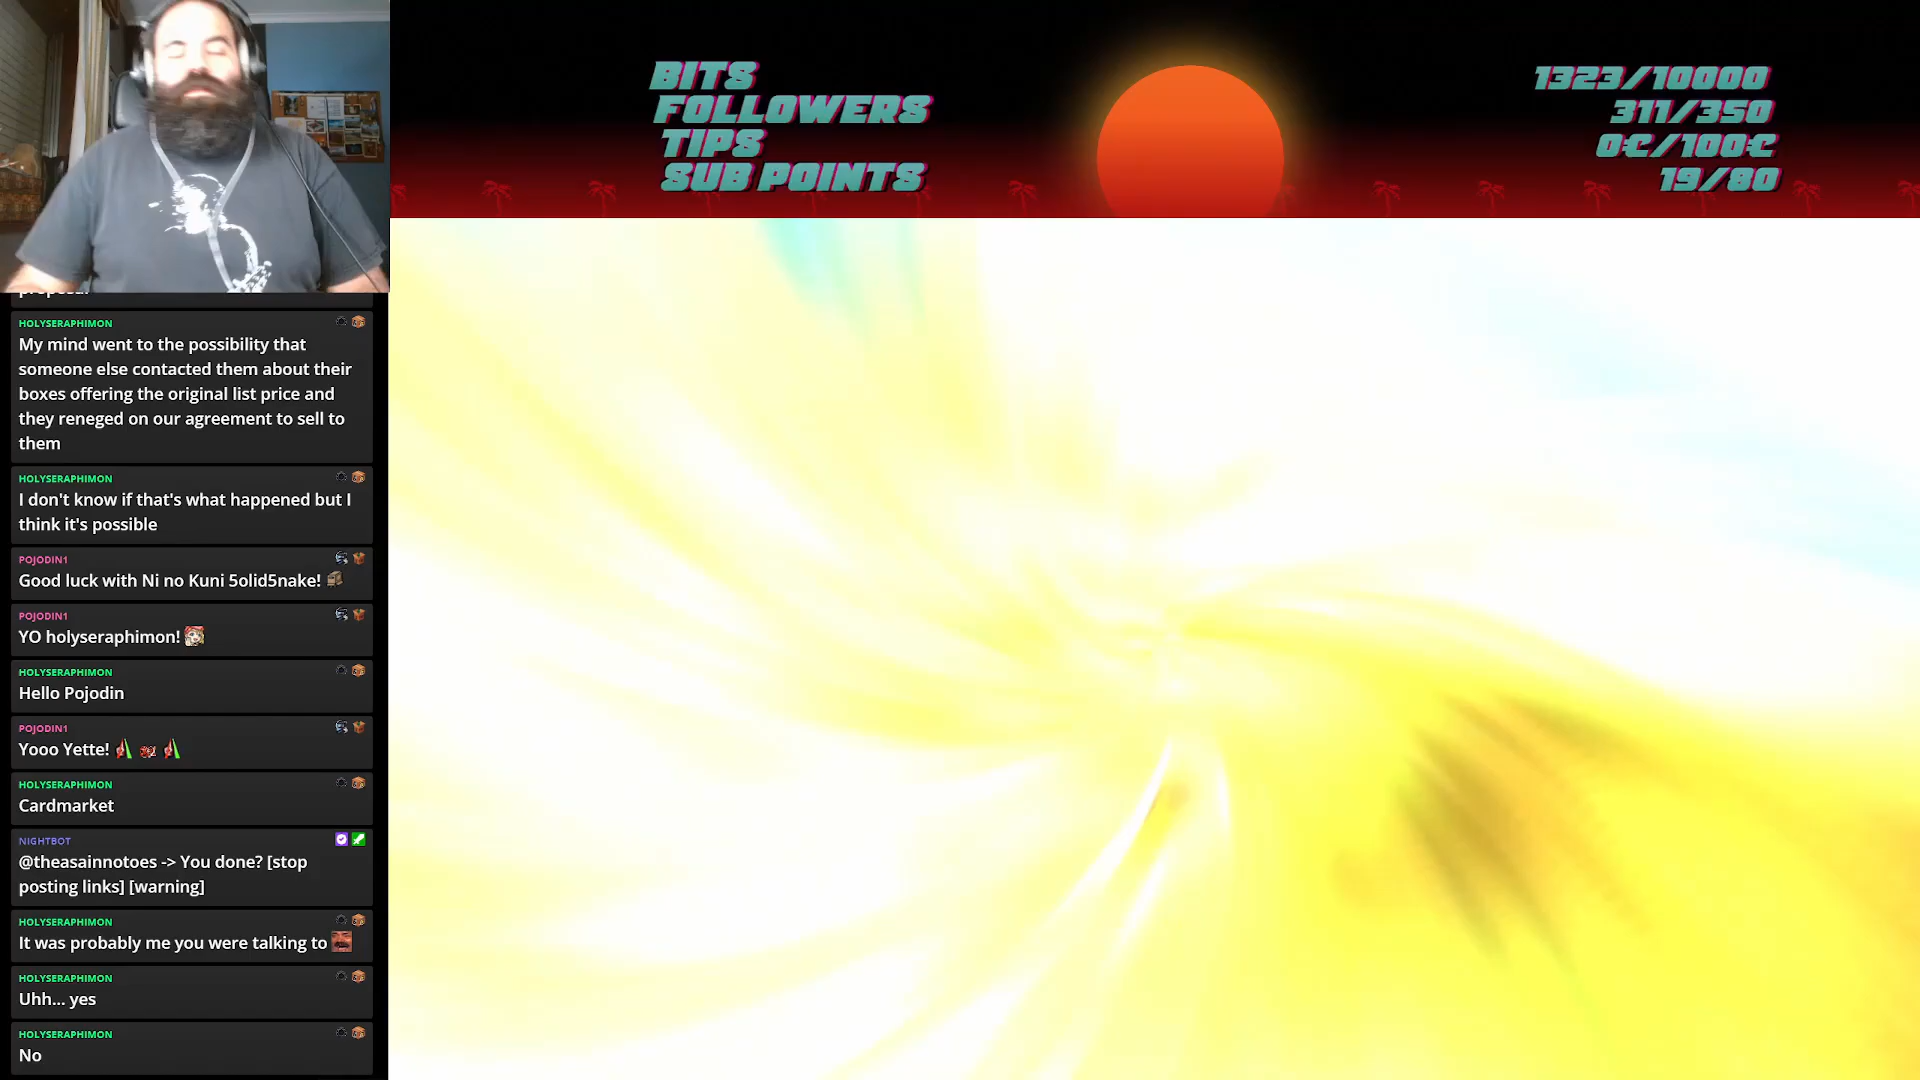 BITS
FOLLOWERS
TIPS
SUB POINTS
1323/10000
311/350
0€/100€
19/80
HOLYSERAPHIMON
My mind went to the possibility that
someone else contacted them about their
boxes offering the original list price and
they reneged on our agreement to sell to
them
HOLYSERAPHIMON
I don't know if that's what happened but I
think it's possible
POJODIN1
Good luck with Ni no Kuni 5olid5nake!
POJODIN1
YO holyseraphimon!
HOLYSERAPHIMON
Hello Pojodin
POJODIN1
Yooo Yette!
HOLYSERAPHIMON
Cardmarket
NIGHTBOT
@theasainnotoes -> You done? [stop
posting links] [warning]
HOLYSERAPHIMON
It was probably me you were talking to
HOLYSERAPHIMON
Uhh... yes
HOLYSERAPHIMON
No